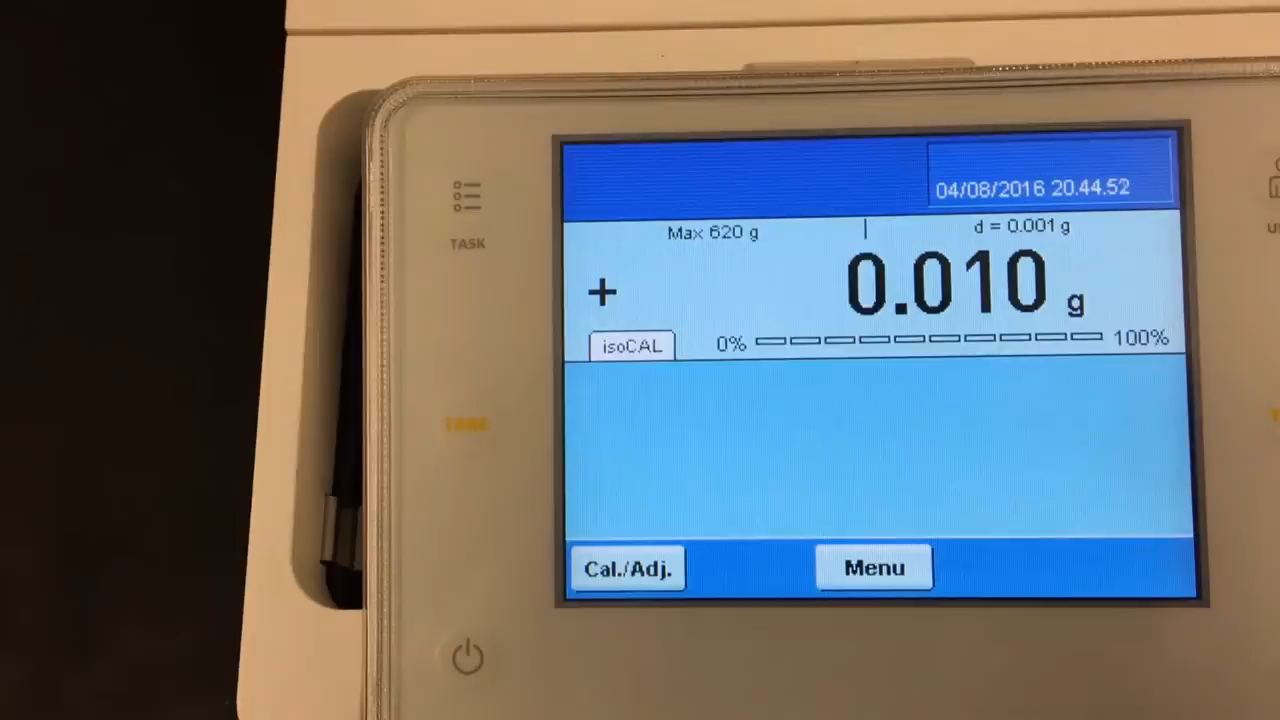 04/08/2016 20.44.52
TASK
Max 620 g
d = 0.001 g
+ 0.010 g
isoCAL
0%
100%
TARE
Cal./Adj.
Menu